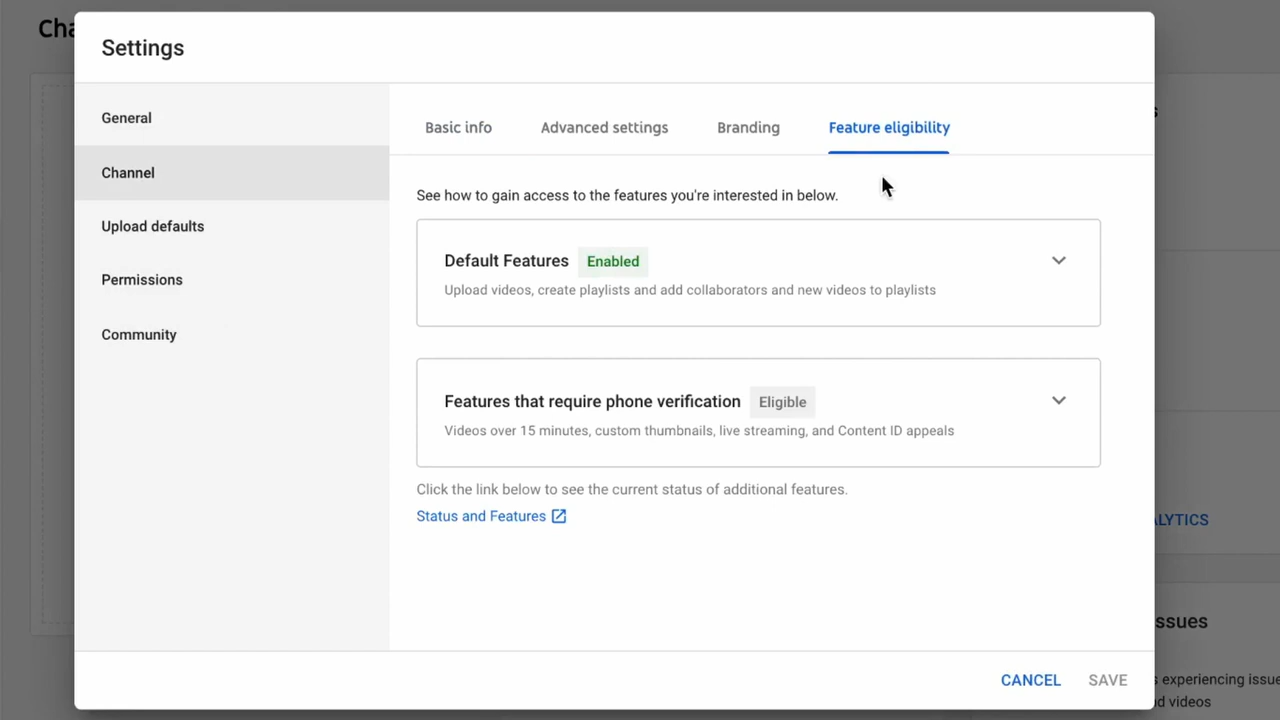 Settings
General
Channel
Upload defaults
Permissions
Community
Basic info
Advanced settings
Branding
Feature eligibility
See how to gain access to the features you're interested in below.
Default Features
Enabled
Upload videos, create playlists and add collaborators and new videos to playlists
Features that require phone verification
Eligible
Videos over 15 minutes, custom thumbnails, live streaming, and Content ID appeals
Click the link below to see the current status of additional features.
Status and Features
CANCEL
SAVE
experiencing
videos